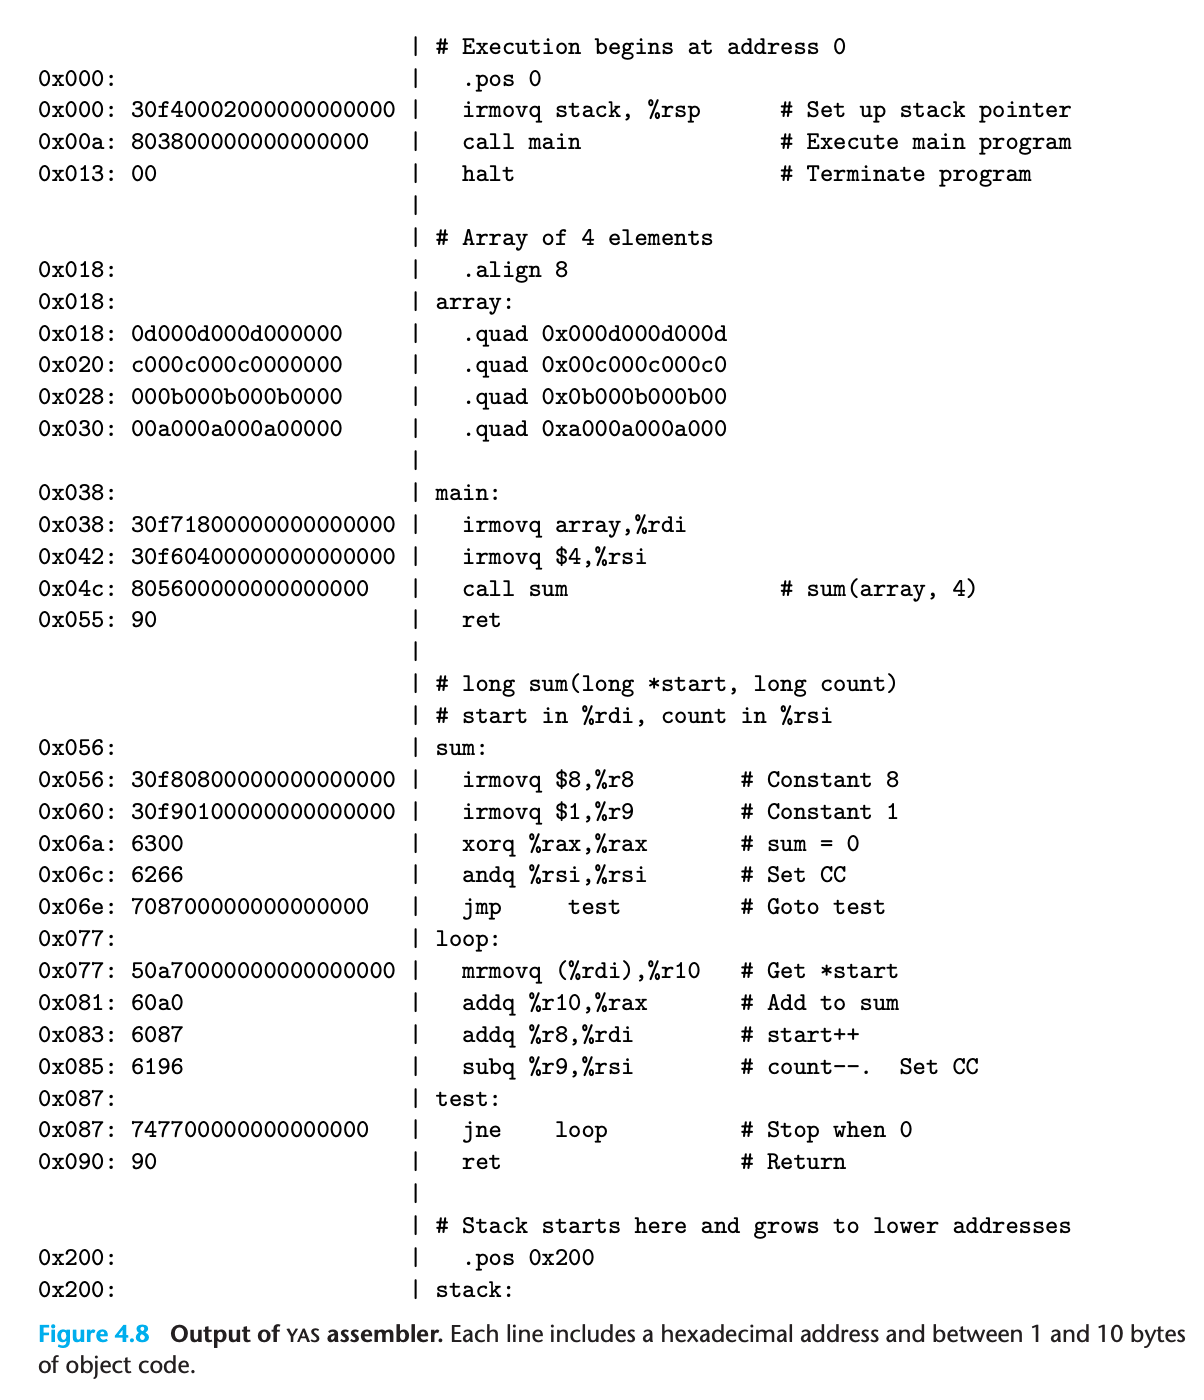 | # Execution begins at address 0
0x000: | .pos 0
0x000: 30f40002000000000000 | irmovq stack, %rsp # Set up stack pointer
0x00a: 803800000000000000 | call main # Execute main program
0x013: 00 | halt # Terminate program
|
| # Array of 4 elements
0x018: | .align 8
0x018: | array:
0x018: 0d000d000d000000 | .quad 0x000d000d000d
0x020: c000c000c0000000 | .quad 0x00c000c000c0
0x028: 000b000b000b0000 | .quad 0x0b000b000b00
0x030: 00a000a000a00000 | .quad 0xa000a000a000
|
0x038: | main:
0x038: 30f71800000000000000 | irmovq array,%rdi
0x042: 30f60400000000000000 | irmovq $4,%rsi
0x04c: 805600000000000000 | call sum # sum(array, 4)
0x055: 90 | ret
|
| # long sum(long *start, long count)
| # start in %rdi, count in %rsi
0x056: | sum:
0x056: 30f80800000000000000 | irmovq $8,%r8 # Constant 8
0x060: 30f90100000000000000 | irmovq $1,%r9 # Constant 1
0x06a: 6300 | xorq %rax,%rax # sum = 0
0x06c: 6266 | andq %rsi,%rsi # Set CC
0x06e: 708700000000000000 | jmp test # Goto test
0x077: | loop:
0x077: 50a70000000000000000 | mrmovq (%rdi),%r10 # Get *start
0x081: 60a0 | addq %r10,%rax # Add to sum
0x083: 6087 | addq %r8,%rdi # start++
0x085: 6196 | subq %r9,%rsi # count--. Set CC
0x087: | test:
0x087: 747700000000000000 | jne loop # Stop when 0
0x090: 90 | ret # Return
|
| # Stack starts here and grows to lower addresses
0x200: | .pos 0x200
0x200: | stack:
Figure 4.8 Output of YAS assembler. Each line includes a hexadecimal address and between 1 and 10 bytes
of object code.